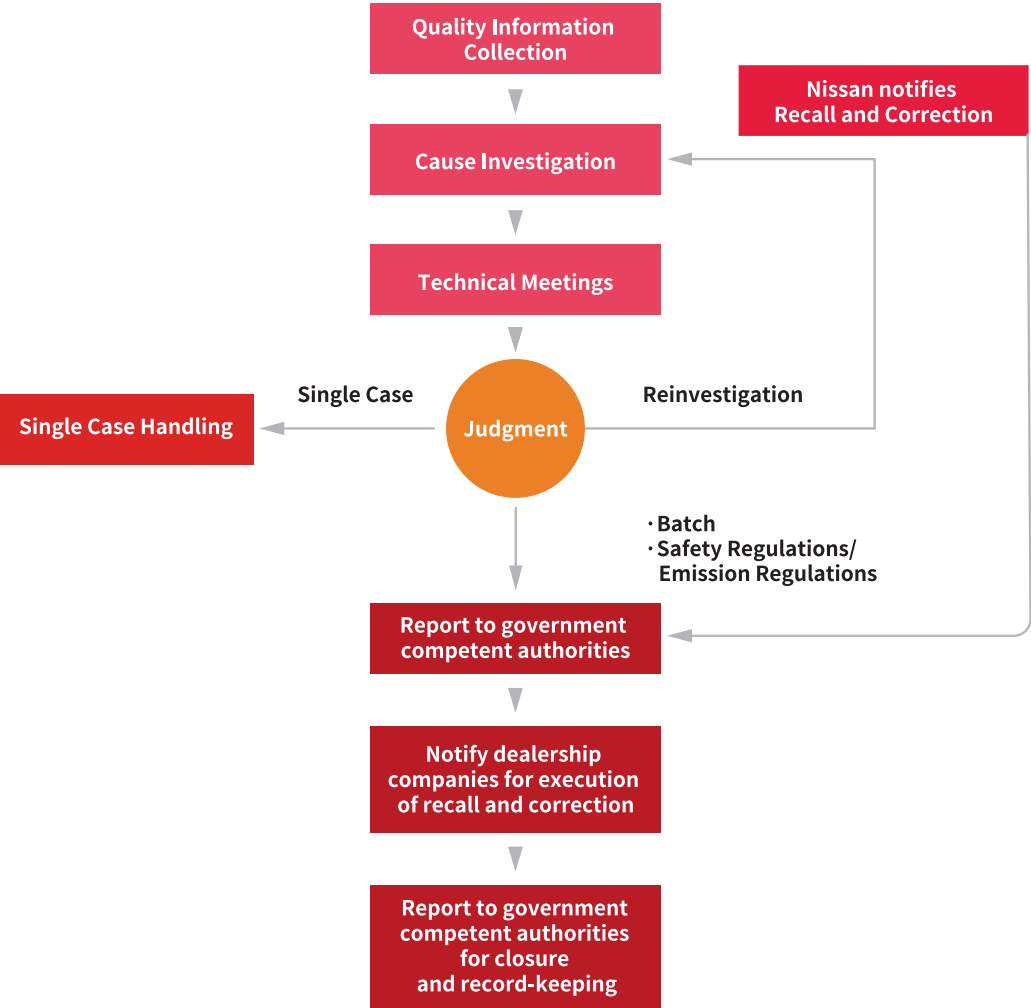 Quality Information
Collection
Nissan notifies
Recall and Correction
Cause Investigation
Technical Meetings
Single Case
Reinvestigation
Single Case Handling
Judgment
·Batch
·Safety Regulations/
Emission Regulations
Report to government
competent authorities
Notify dealership
companies for execution
of recall and correction
Report to government
competent authorities
for closure
and record-keeping